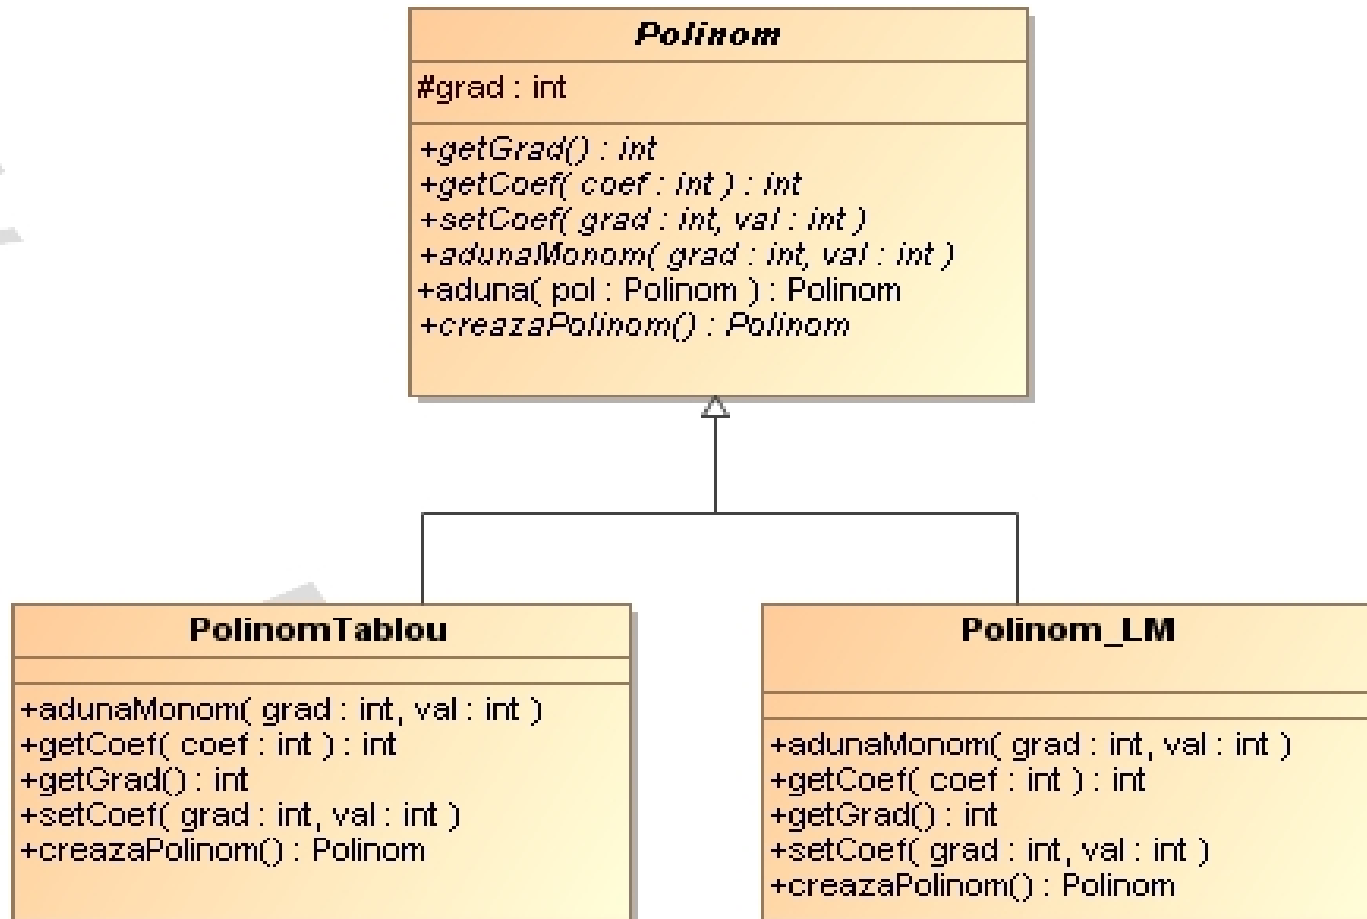 Polinom
#grad : int
+getGrad() : int
+getCoef( coef : int ) : int
+setCoef( grad : int, val : int )
+adunaMonom( grad : int, val : int )
+aduna( pol : Polinom ) : Polinom
+creazaPolinom() : Polinom
PolinomTablou
+adunaMonom( grad : int, val : int )
+getCoef( coef : int ) : int
+getGrad() : int
+setCoef( grad : int, val : int )
+creazaPolinom() : Polinom
Polinom_LM
+adunaMonom( grad : int, val : int )
+getCoef( coef : int ) : int
+getGrad() : int
+setCoef( grad : int, val : int )
+creazaPolinom() : Polinom